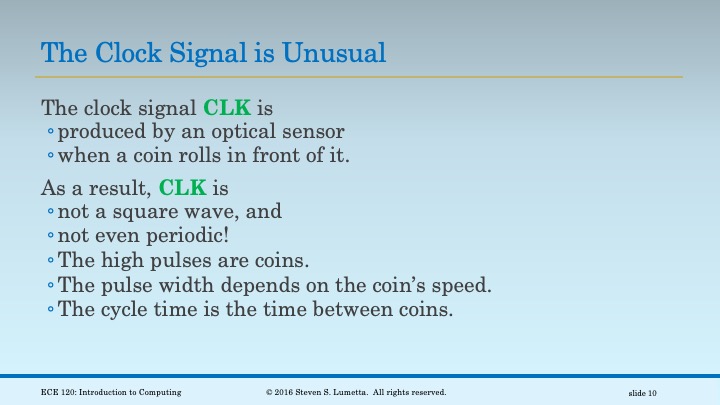 The Clock Signal is Unusual
The clock signal CLK is
◦produced by an optical sensor
◦when a coin rolls in front of it.
As a result, CLK is
◦not a square wave, and
◦not even periodic!
◦The high pulses are coins.
◦The pulse width depends on the coin’s speed.
◦The cycle time is the time between coins.
ECE 120: Introduction to Computing © 2016 Steven S. Lumetta. All rights reserved. slide 10